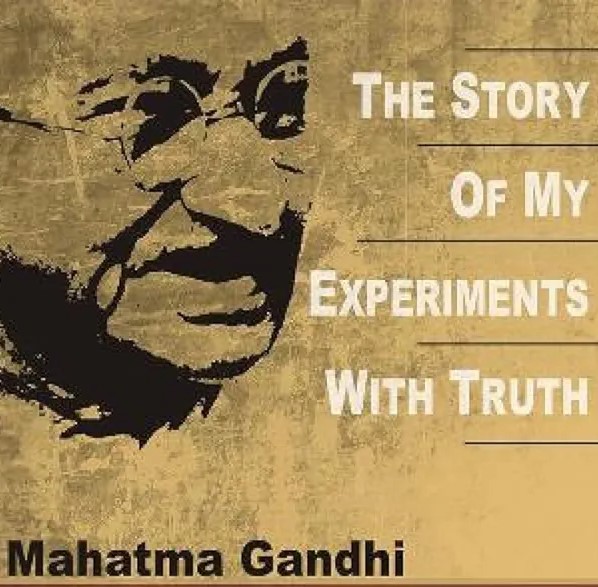 The Story
Of My
Experiments
With Truth
Mahatma Gandhi